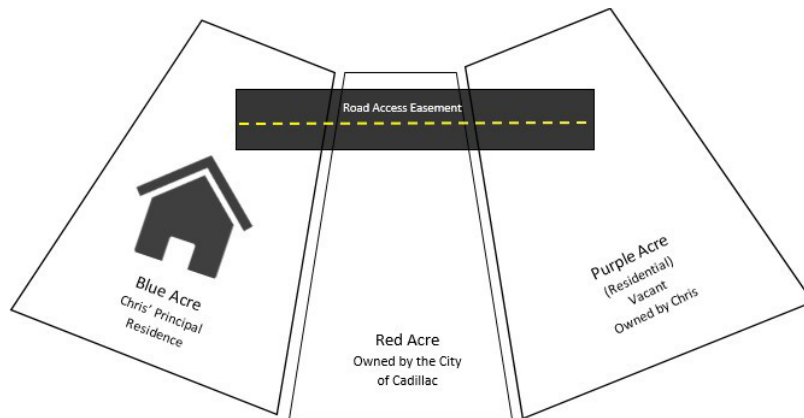 Road Access Easement
Blue Acre
Chris’ Principal
Residence
Red Acre
Owned by the City
of Cadillac
Purple Acre
(Residential)
Vacant
Owned by Chris